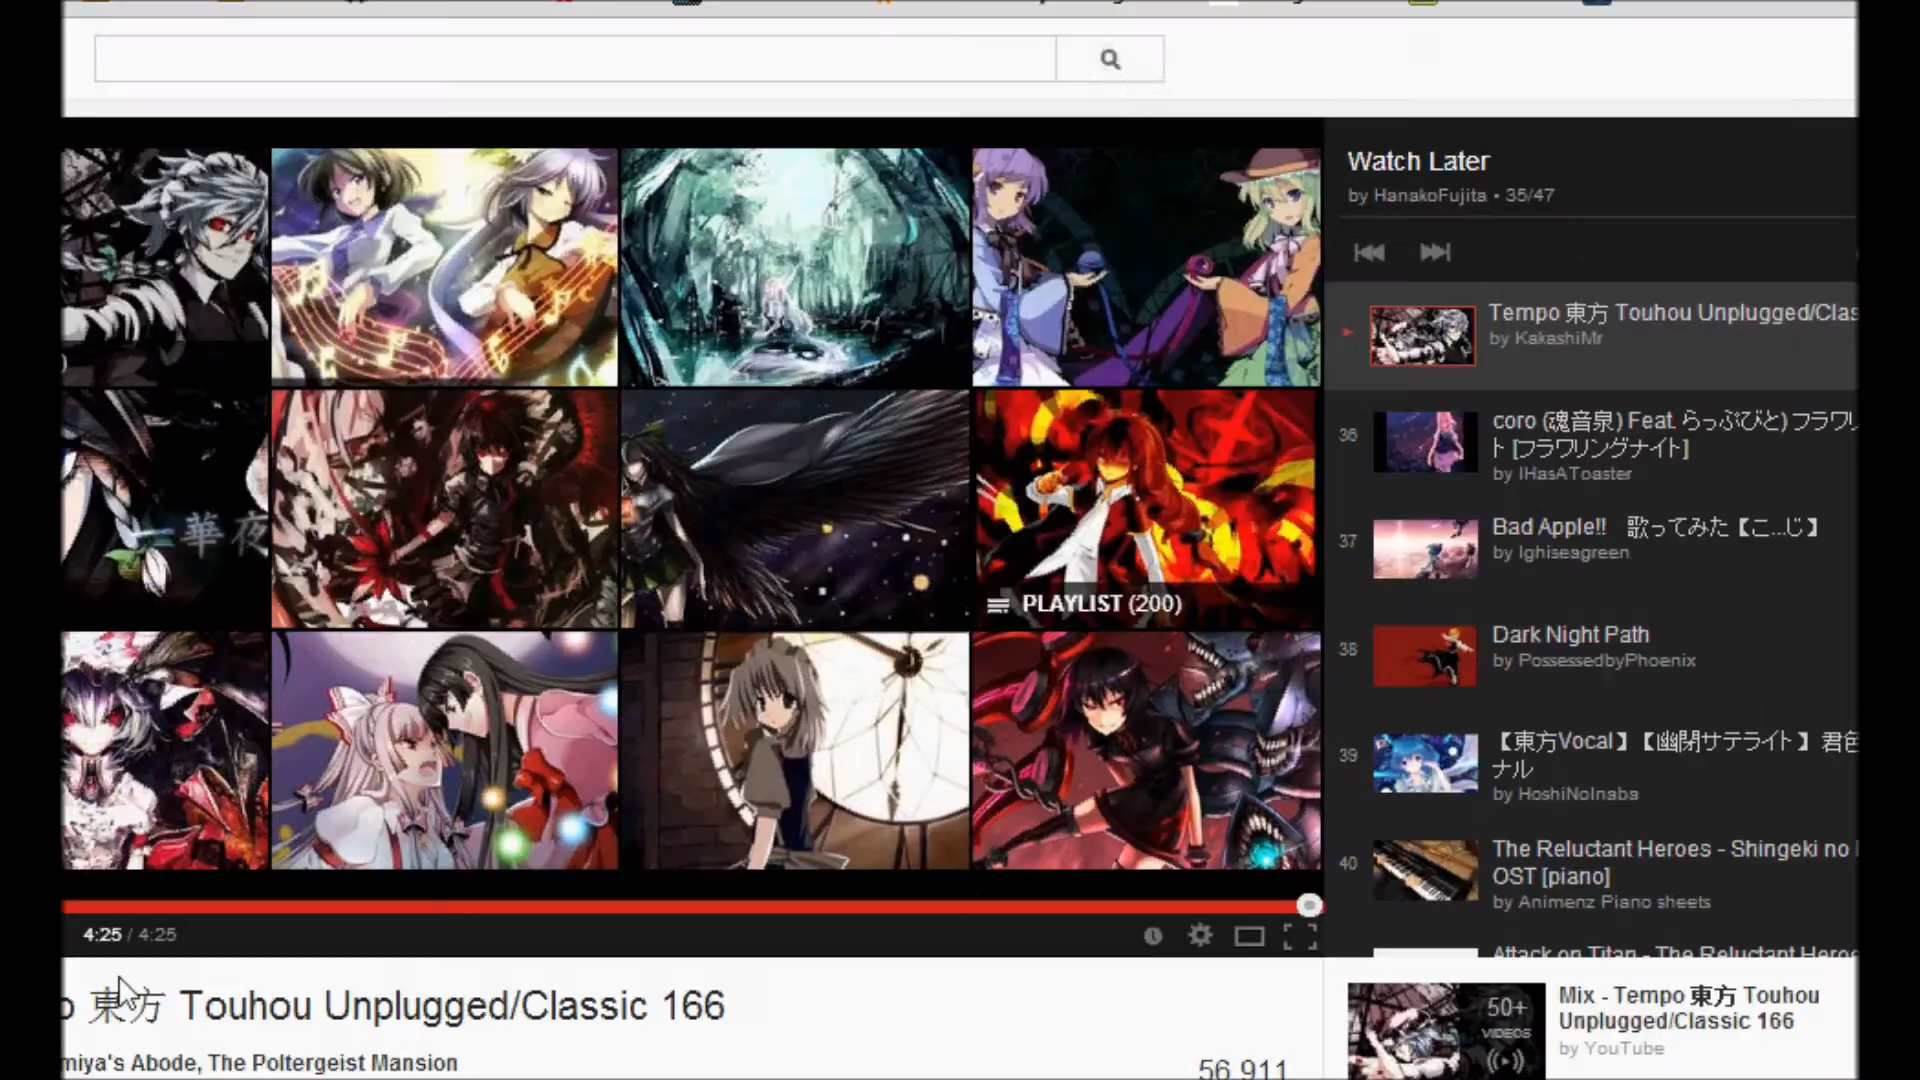 Watch Later
by HanakoFujita • 35/47
Tempo 東方 Touhou Unplugged/Clas
by KakashiMr
36
coro (魂音泉) Feat. らっぷびと) フラワ
ト [フラワリングナイト]
by IHasAToaster
37
Bad Apple!! 歌ってみた【こ...じ】
by Ighiseagreen
華夜
PLAYLIST (200)
38
Dark Night Path
by PossessedbyPhoenix
39
【東方Vocal】【幽閉サテライト】 君色
ナル
by HoshiNoInaba
40
The Reluctant Heroes - Shingeki no
OST [piano]
by Animenz Piano sheets
Attack on Titan - The Reluctant Heroe
4:25 / 4:25
o 東方 Touhou Unplugged/Classic 166
miya's Abode, The Poltergeist Mansion
56,911
50+
VIDEOS
Mix - Tempo 東方 Touhou
Unplugged/Classic 166
by YouTube